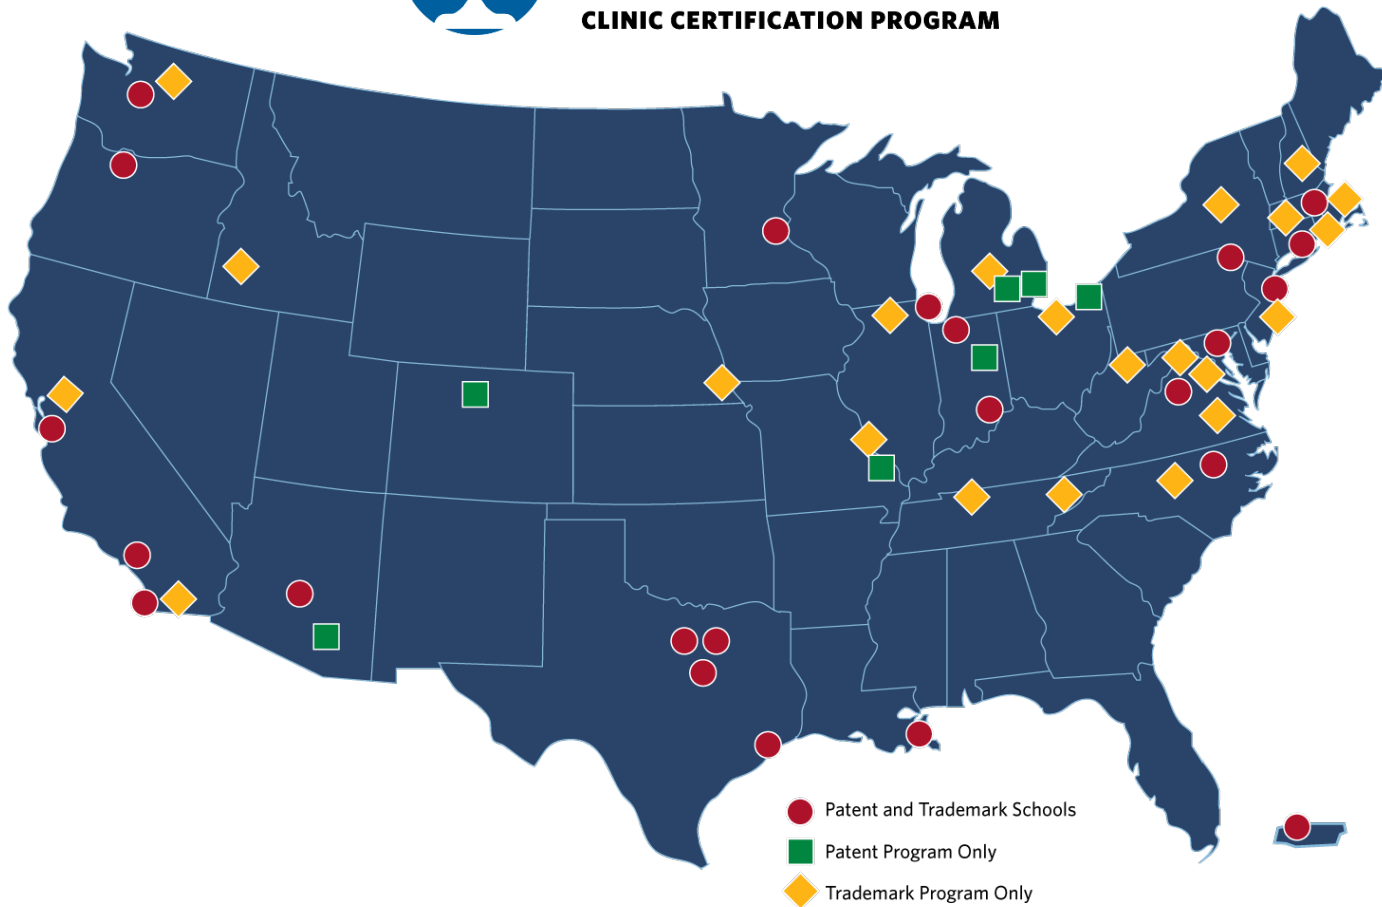 CLINIC CERTIFICATION PROGRAM
Patent and Trademark Schools
Patent Program Only
Trademark Program Only